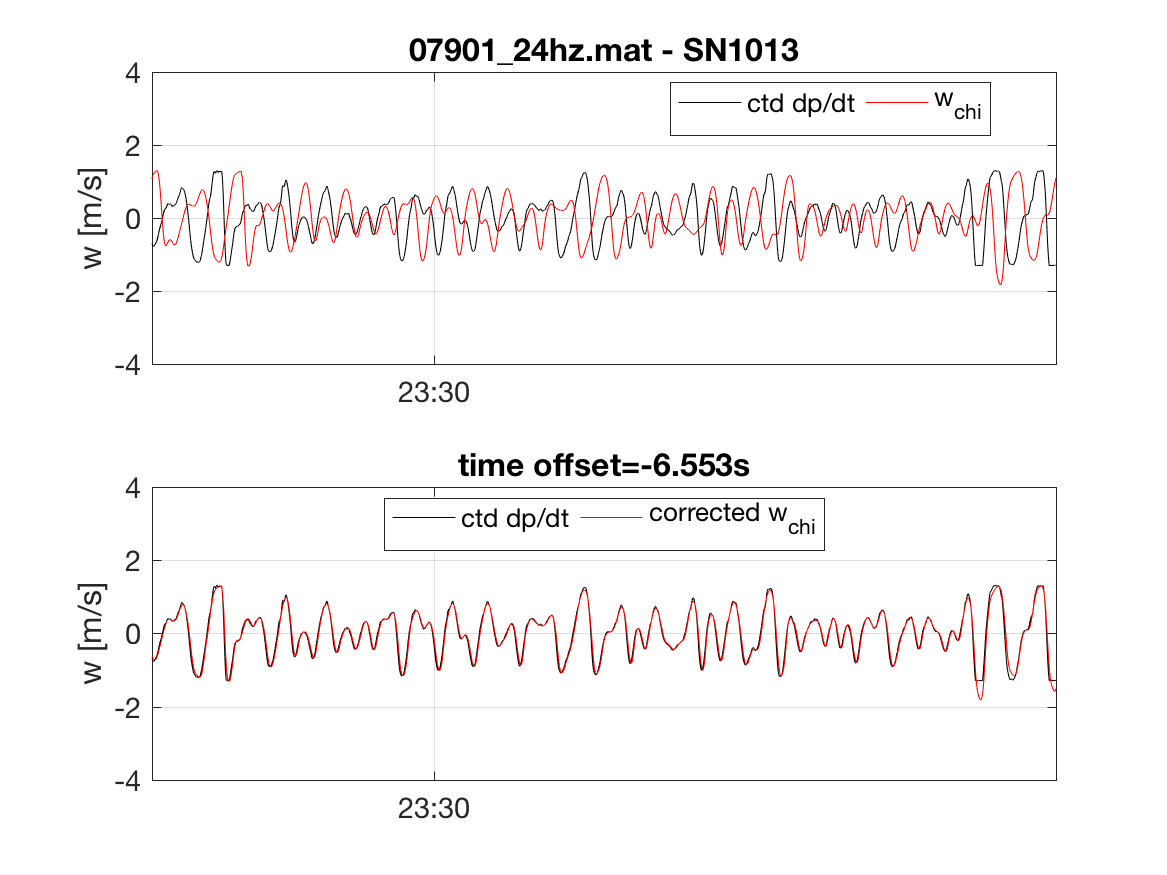 07901_24hz.mat - SN1013
4
ctd dp/dt w_chi
2
w [m/s]
0
-2
-4
23:30
time offset=-6.553s
4
ctd dp/dt corrected w_chi
2
w [m/s]
0
-2
-4
23:30